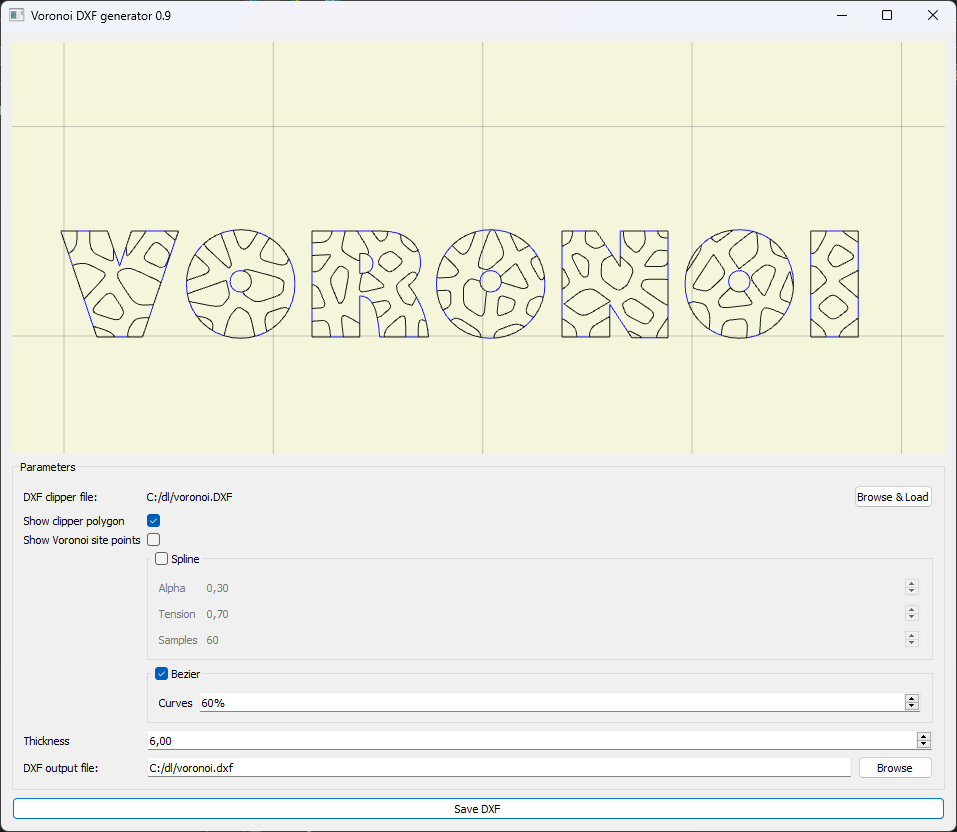 Voronoi DXF generator 0.9
VORONOI
Parameters
DXF clipper file: C:/dl/voronoi.DXF Browse & Load
Show clipper polygon
Show Voronoi site points
Spline
Alpha 0,30
Tension 0,70
Samples 60
Bezier
Curves 60%
Thickness 6,00
DXF output file: C:/dl/voronoi.dxf Browse
Save DXF